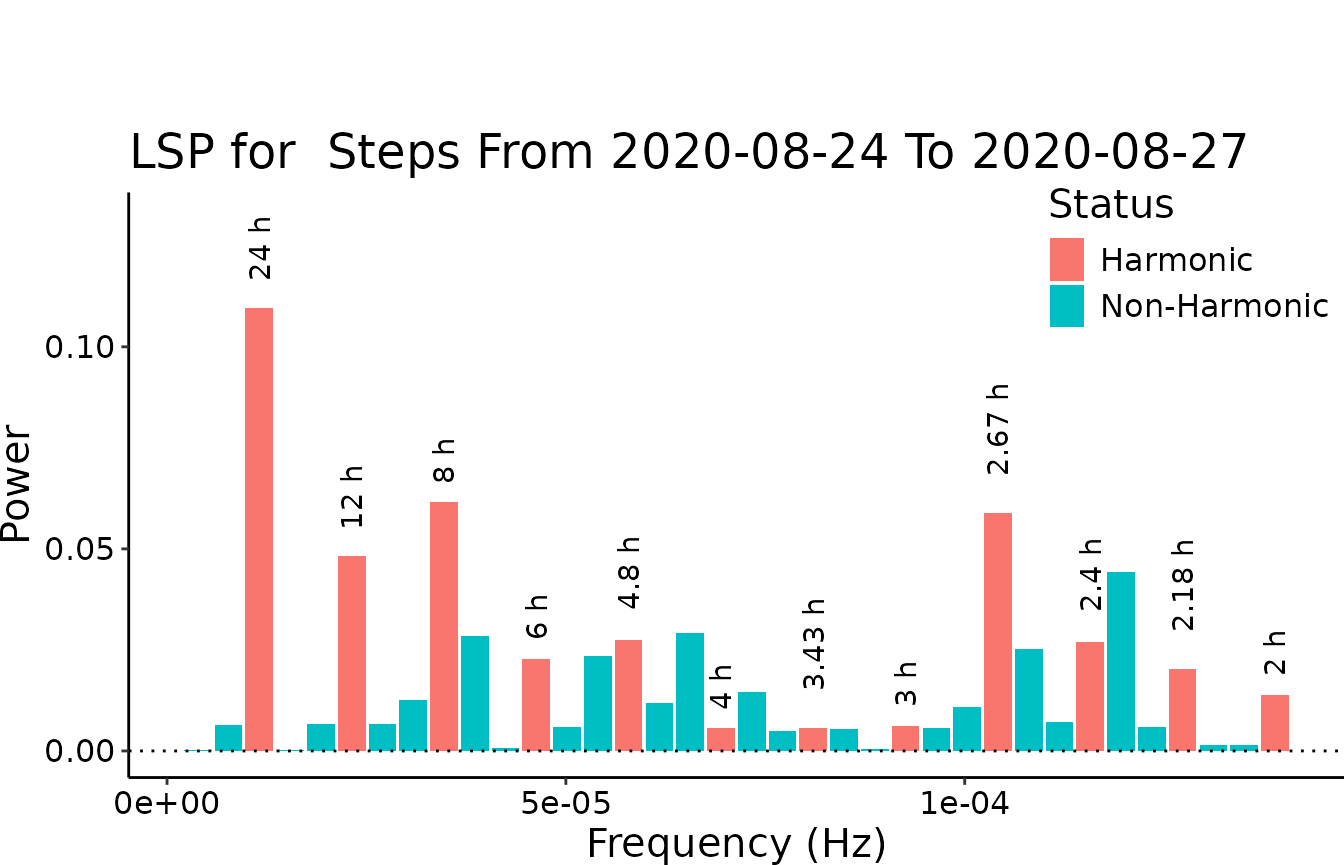 LSP for  Steps From 2020-08-24 To 2020-08-27
Status
Harmonic
Non-Harmonic
Power
0.10
0.05
0.00
24 h
12 h
8 h
6 h
4.8 h
4 h
3.43 h
3 h
2.67 h
2.4 h
2.18 h
2 h
0e+00
5e-05
1e-04
Frequency (Hz)